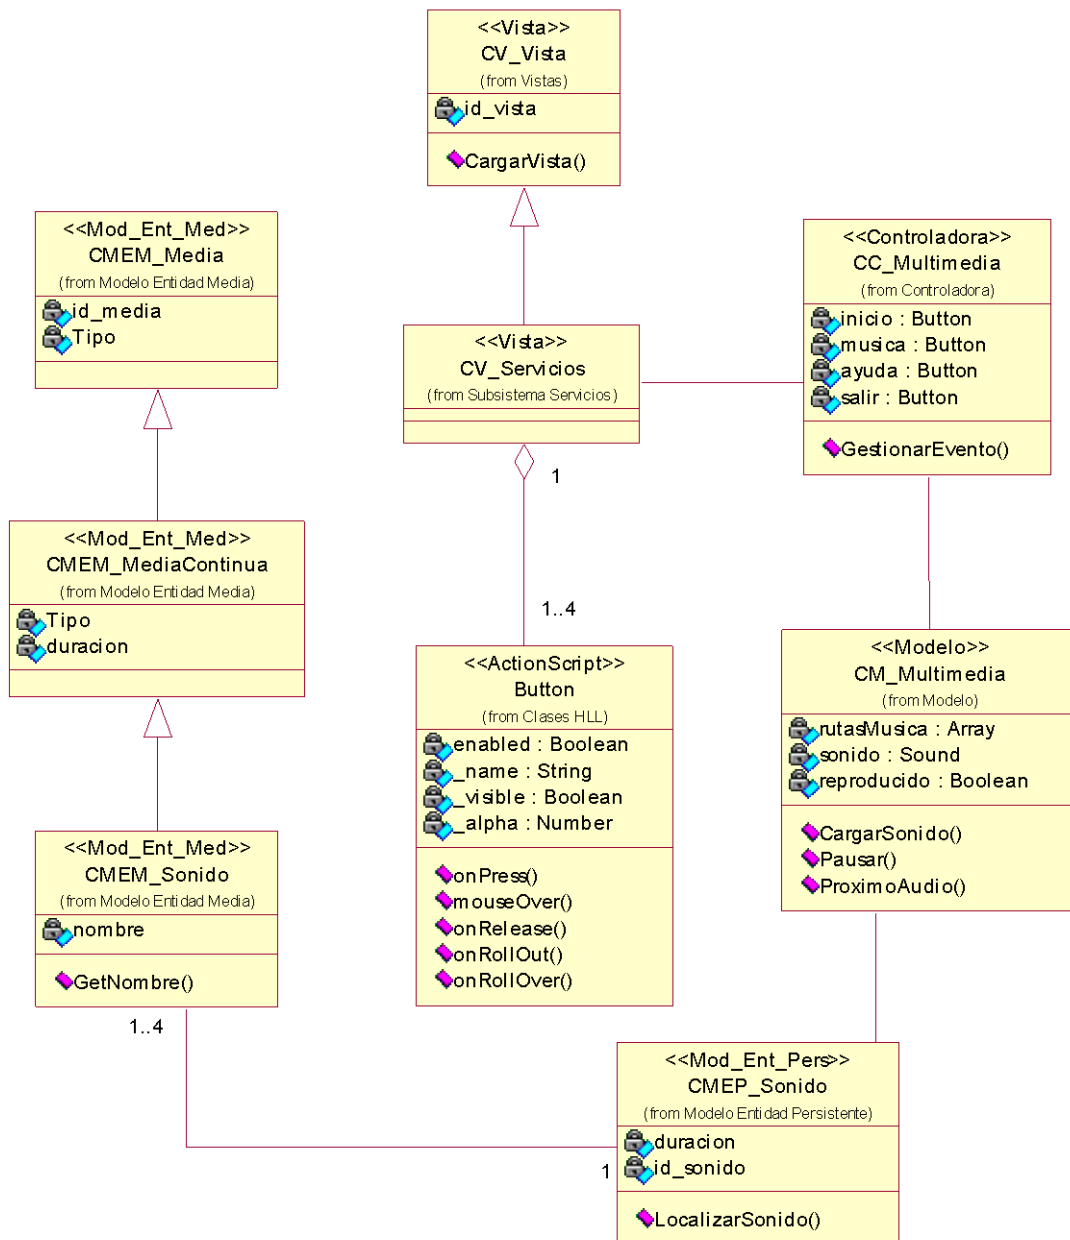 <<Vista>>
CV_Vista
(from Vistas)
id_vista
CargarVista()
<<Mod_Ent_Med>>
CMEM_Media
(from Modelo Entidad Media)
id_media
Tipo
<<Controladora>>
CC_Multimedia
(from Controladora)
inicio : Button
musica : Button
ayuda : Button
salir : Button
GestionarEvento()
<<Vista>>
CV_Servicios
(from Subsistema Servicios)
1
1..4
<<Mod_Ent_Med>>
CMEM_MediaContinua
(from Modelo Entidad Media)
Tipo
duracion
<<ActionScript>>
Button
(from Clases HLL)
enabled : Boolean
_name : String
_visible : Boolean
_alpha : Number
onPress()
mouseOver()
onRelease()
onRollOut()
onRollOver()
<<Modelo>>
CM_Multimedia
(from Modelo)
rutasMusica : Array
sonido : Sound
reproducido : Boolean
CargarSonido()
Pausar()
ProximoAudio()
<<Mod_Ent_Med>>
CMEM_Sonido
(from Modelo Entidad Media)
nombre
GetNombre()
1..4
1
<<Mod_Ent_Pers>>
CMEP_Sonido
(from Modelo Entidad Persistente)
duracion
id_sonido
LocalizarSonido()